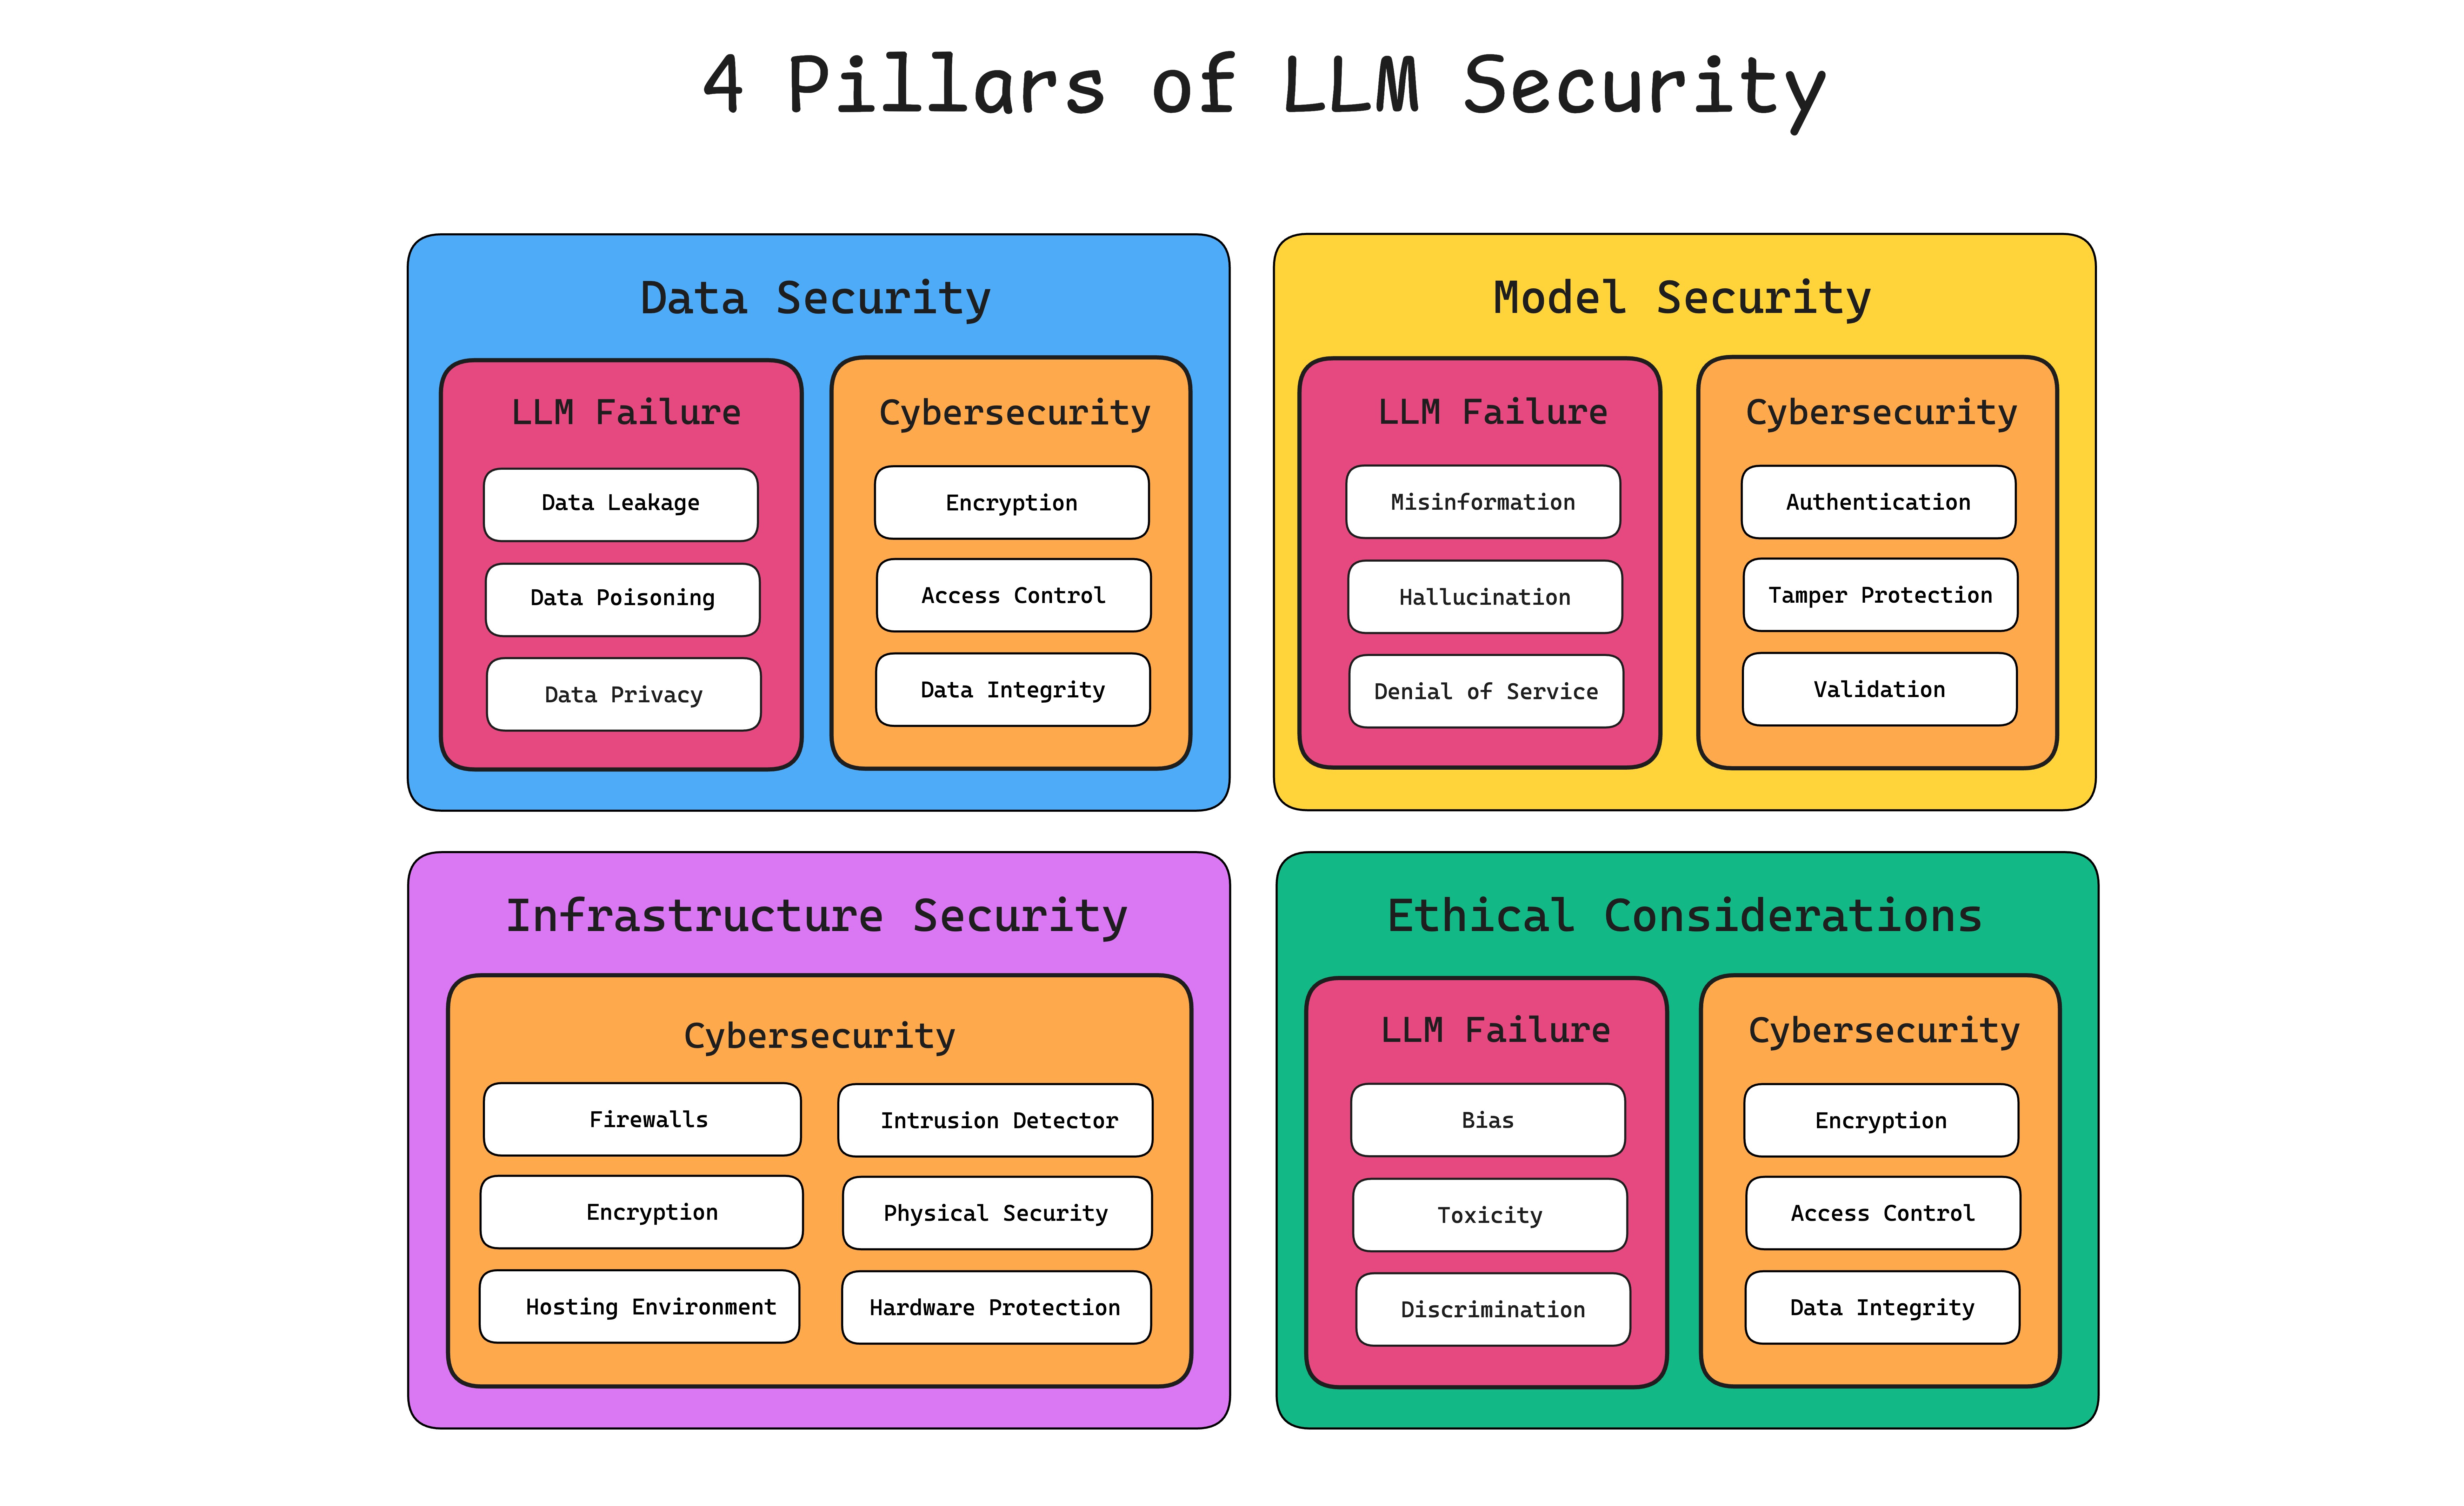 4 Pillars of LLM Security
Data Security
LLM Failure
Data Leakage
Data Poisoning
Data Privacy
Cybersecurity
Encryption
Access Control
Data Integrity
Model Security
LLM Failure
Misinformation
Hallucination
Denial of Service
Cybersecurity
Authentication
Tamper Protection
Validation
Infrastructure Security
Cybersecurity
Firewalls
Intrusion Detector
Encryption
Physical Security
Hosting Environment
Hardware Protection
Ethical Considerations
LLM Failure
Bias
Toxicity
Discrimination
Cybersecurity
Encryption
Access Control
Data Integrity